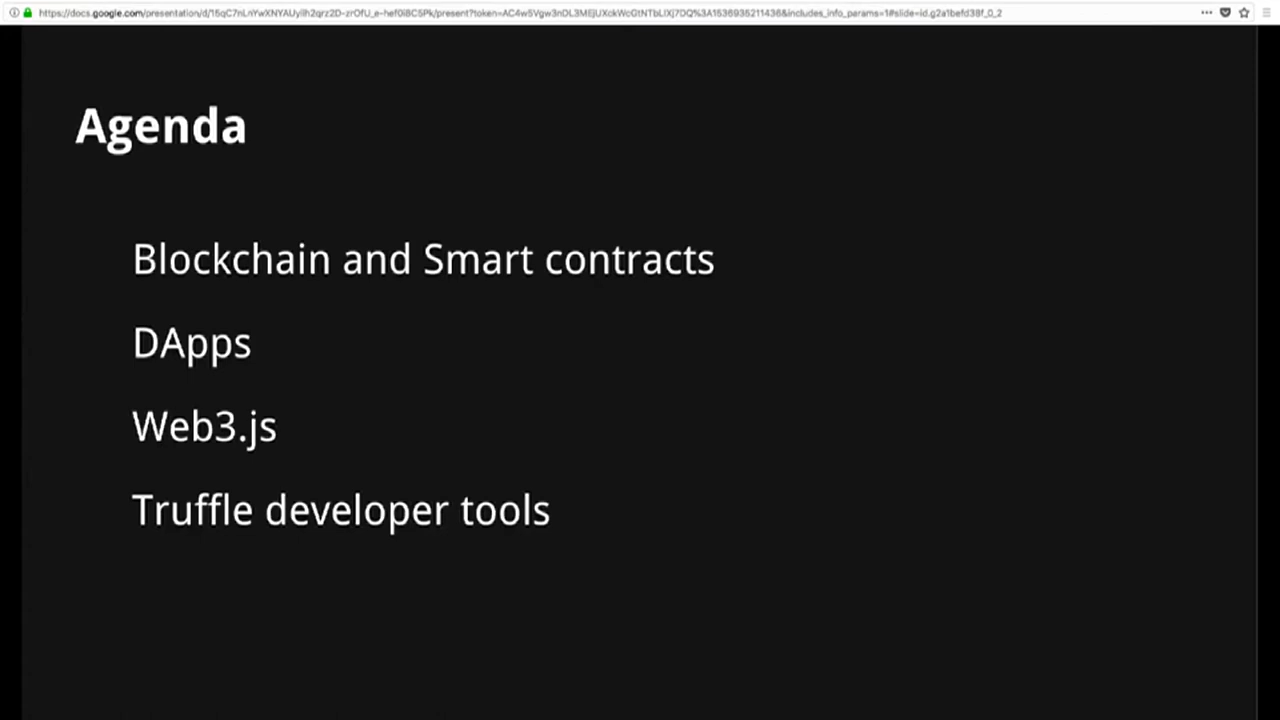 Agenda
Blockchain and Smart contracts
DApps
Web3.js
Truffle developer tools